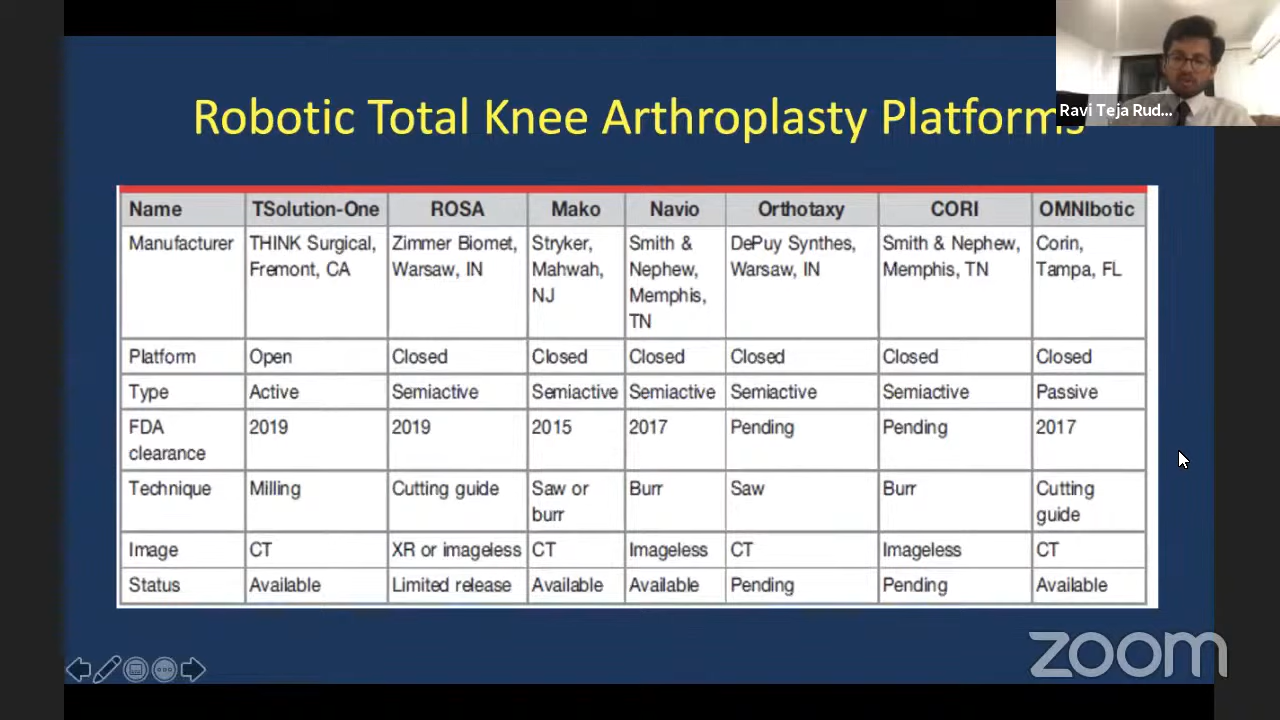 Robotic Total Knee Arthroplasty Platforms
Ravi Teja Rud...
Name TSolution-One ROSA Mako Navio Orthotaxy CORI OMNIbotic
Manufacturer THINK Surgical, Fremont, CA Zimmer Biomet, Warsaw, IN Stryker, Mahwah, NJ Smith & Nephew, Memphis, TN DePuy Synthes, Warsaw, IN Smith & Nephew, Memphis, TN Corin, Tampa, FL
Platform Open Closed Closed Closed Closed Closed Closed
Type Active Semiactive Semiactive Semiactive Semiactive Semiactive Passive
FDA clearance 2019 2019 2015 2017 Pending Pending 2017
Technique Milling Cutting guide Saw or burr Burr Saw Burr Cutting guide
Image CT XR or imageless CT Imageless CT Imageless CT
Status Available Limited release Available Available Pending Pending Available
zoom